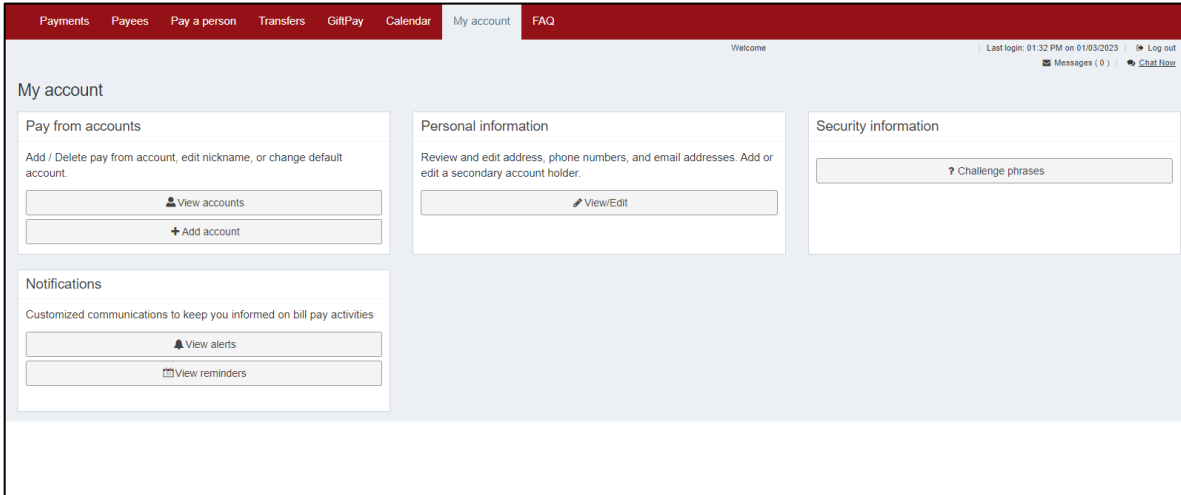 Payments Payees Pay a person Transfers GiftPay Calendar My account FAQ
Welcome | Last login: 01:32 PM on 01/03/2023 | Log out
Messages ( 0 ) | Chat Now
My account
Pay from accounts
Add / Delete pay from account, edit nickname, or change default
account.
View accounts
+ Add account
Personal information
Review and edit address, phone numbers, and email addresses. Add or
edit a secondary account holder.
View/Edit
Security information
? Challenge phrases
Notifications
Customized communications to keep you informed on bill pay activities
View alerts
View reminders